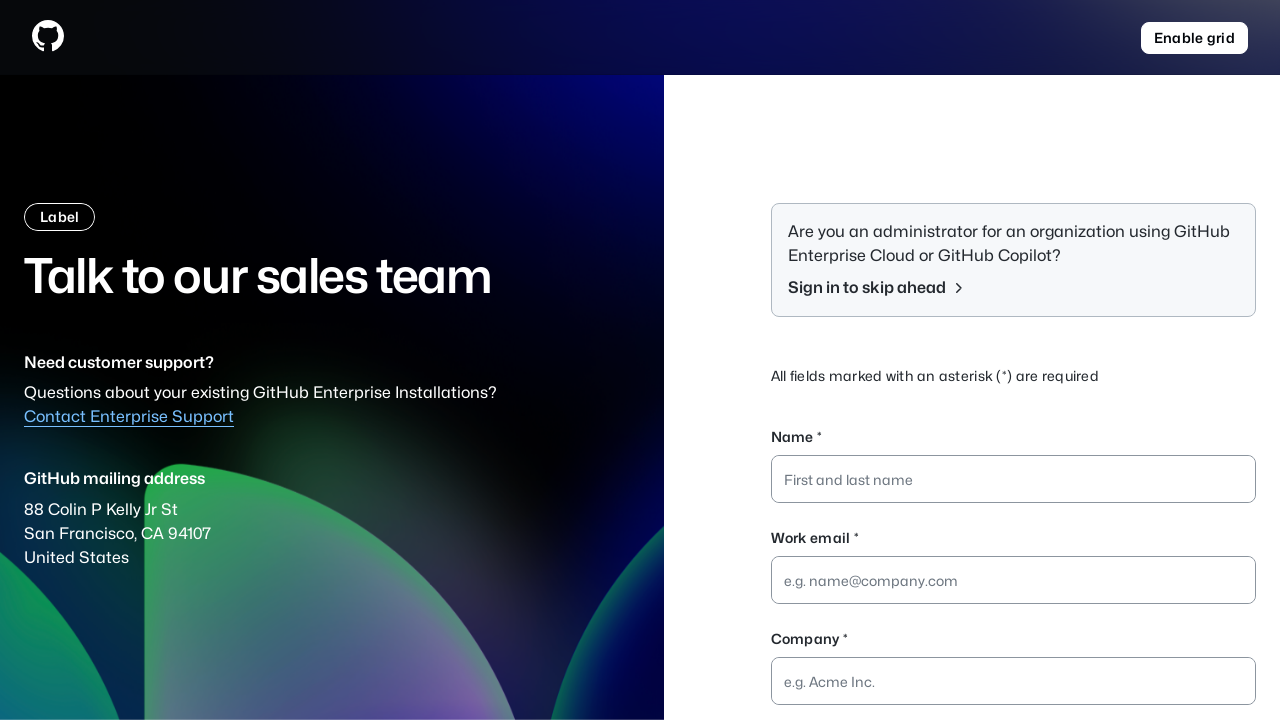 Enable grid
Label
Talk to our sales team
Need customer support?
Questions about your existing GitHub Enterprise Installations?
Contact Enterprise Support
GitHub mailing address
88 Colin P Kelly Jr St
San Francisco, CA 94107
United States
Are you an administrator for an organization using GitHub
Enterprise Cloud or GitHub Copilot?
Sign in to skip ahead
All fields marked with an asterisk (*) are required
Name *
First and last name
Work email *
e.g. name@company.com
Company *
e.g. Acme Inc.